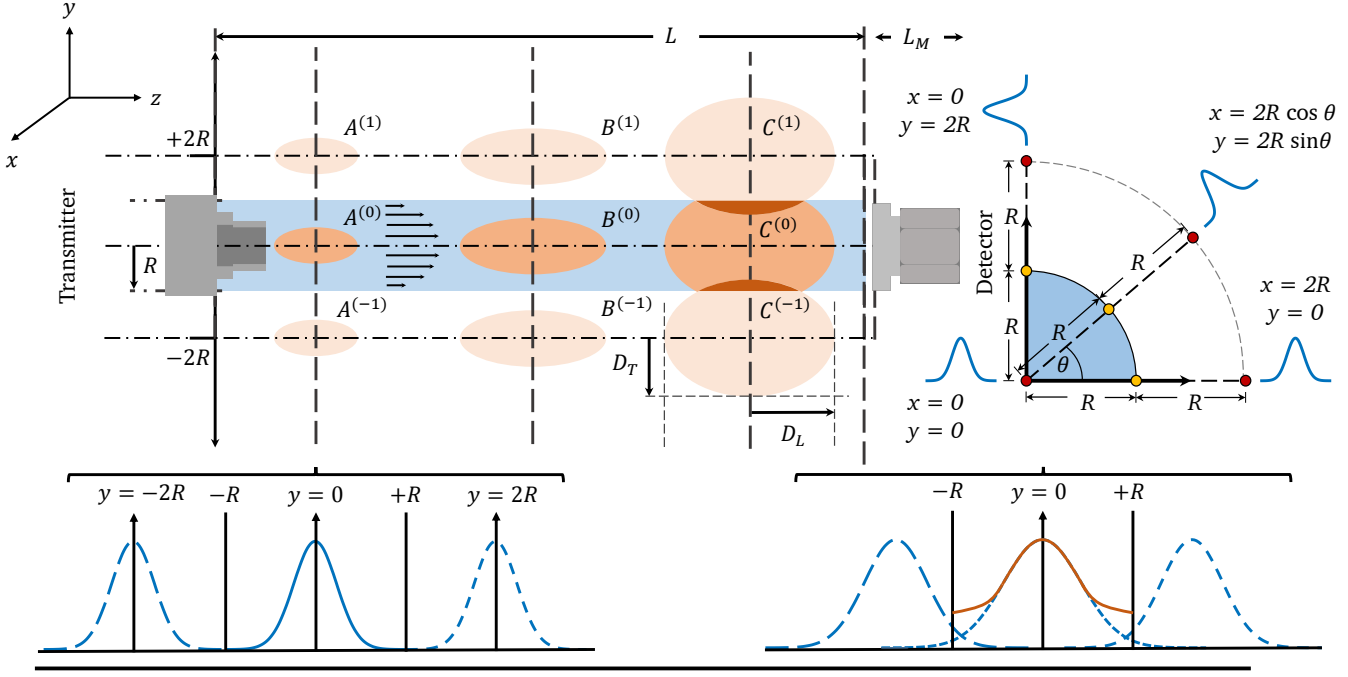 y
z
x
L
L_M
+2R
A^{(1)}
B^{(1)}
C^{(1)}
Transmitter
R
A^{(0)}
B^{(0)}
C^{(0)}
A^{(-1)}
B^{(-1)}
C^{(-1)}
−2R
D_T
D_L
x = 0
y = 2R
x = 2R cos θ
y = 2R sinθ
Detector
R
R
R
R
θ
x = 2R
y = 0
x = 0
y = 0
R
R
y = −2R
−R
y = 0
+R
y = 2R
−R
y = 0
+R